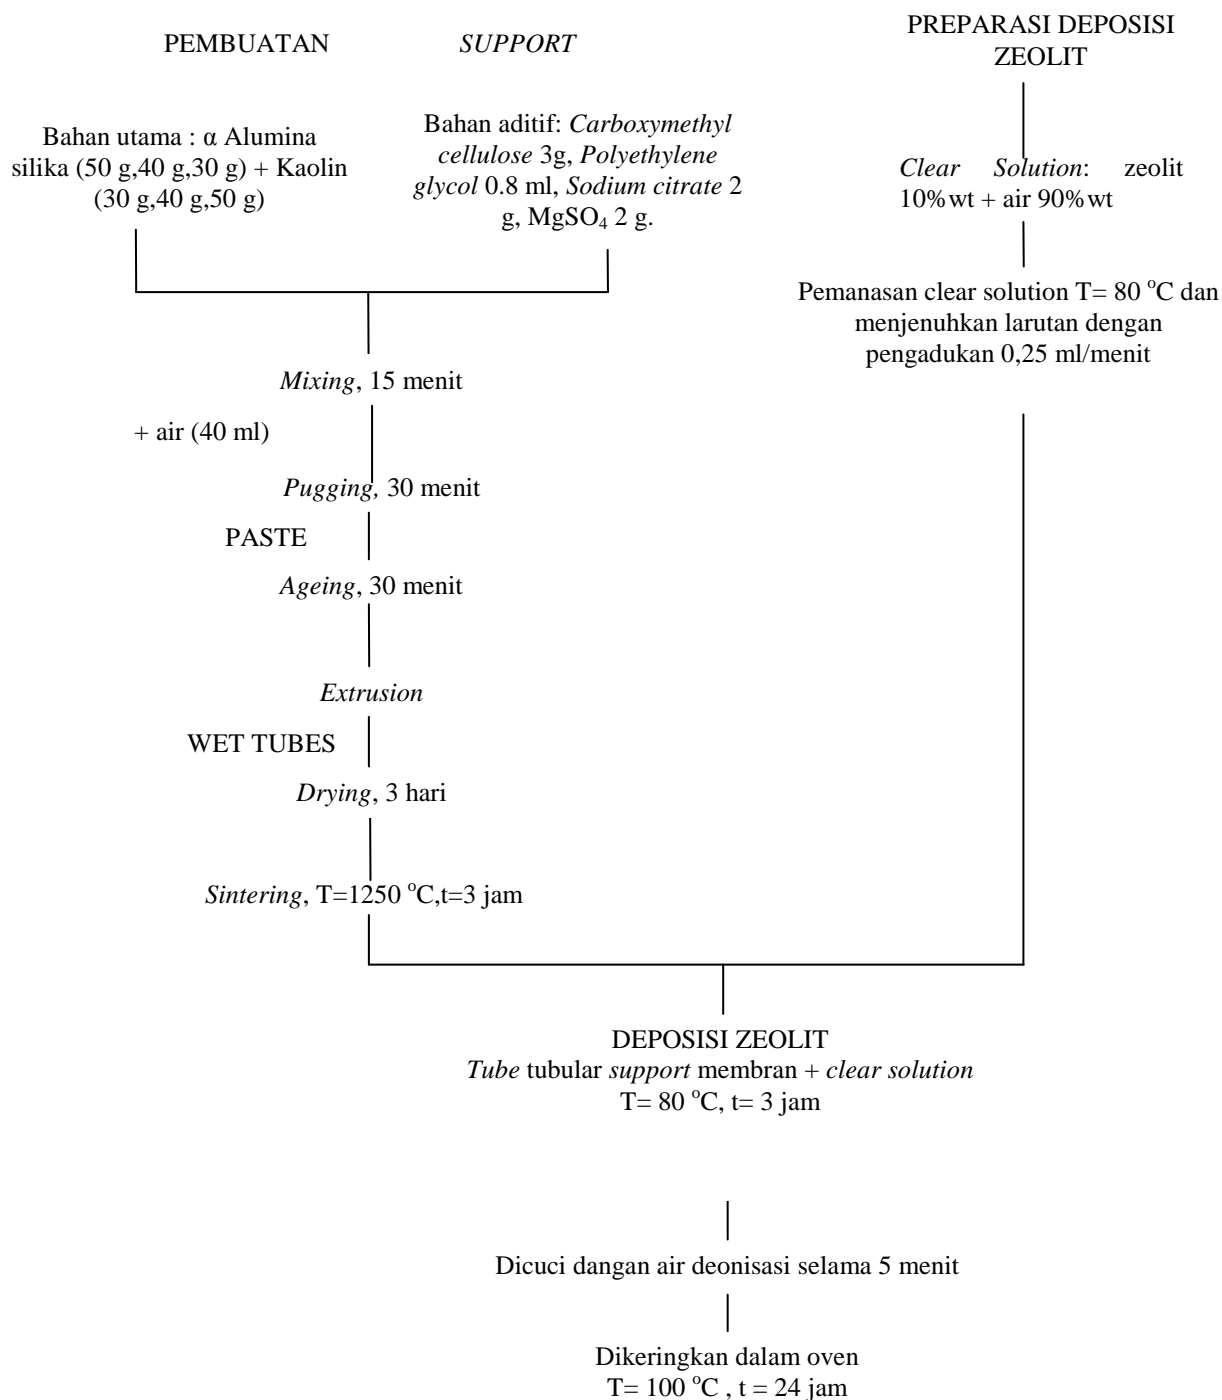 PEMBUATAN SUPPORT
Bahan utama : α Alumina
silika (50 g,40 g,30 g) + Kaolin
(30 g,40 g,50 g)
Bahan aditif: Carboxymethyl
cellulose 3g, Polyethylene
glycol 0.8 ml, Sodium citrate 2
g, MgSO₄ 2 g.
Mixing, 15 menit
+ air (40 ml)
Pugging, 30 menit
PASTE
Ageing, 30 menit
Extrusion
WET TUBES
Drying, 3 hari
Sintering, T=1250 °C,t=3 jam
PREPARASI DEPOSISI
ZEOLIT
Clear Solution: zeolit
10%wt + air 90%wt
Pemanasan clear solution T= 80 °C dan
menjenuhkan larutan dengan
pengadukan 0,25 ml/menit
DEPOSISI ZEOLIT
Tube tubular support membran + clear solution
T= 80 °C, t= 3 jam
Dicuci dangan air deonisasi selama 5 menit
Dikeringkan dalam oven
T= 100 °C , t = 24 jam